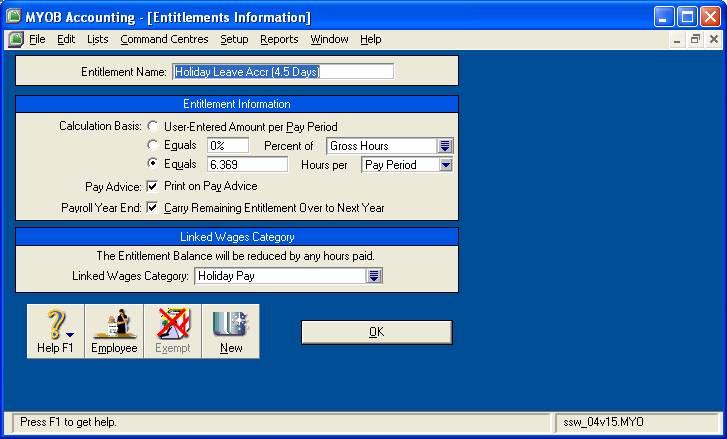 MYOB Accounting - [Entitlements Information]
File Edit Lists Command Centres Setup Reports Window Help
Entitlement Name: Holiday Leave Accr (4.5 Days)
Entitlement Information
Calculation Basis: User-Entered Amount per Pay Period
Equals 0% Percent of Gross Hours
Equals 6.369 Hours per Pay Period
Pay Advice: Print on Pay Advice
Payroll Year End: Carry Remaining Entitlement Over to Next Year
Linked Wages Category
The Entitlement Balance will be reduced by any hours paid.
Linked Wages Category: Holiday Pay
Help F1 Employee Exempt New
OK
Press F1 to get help. ssw_04v15.MYO